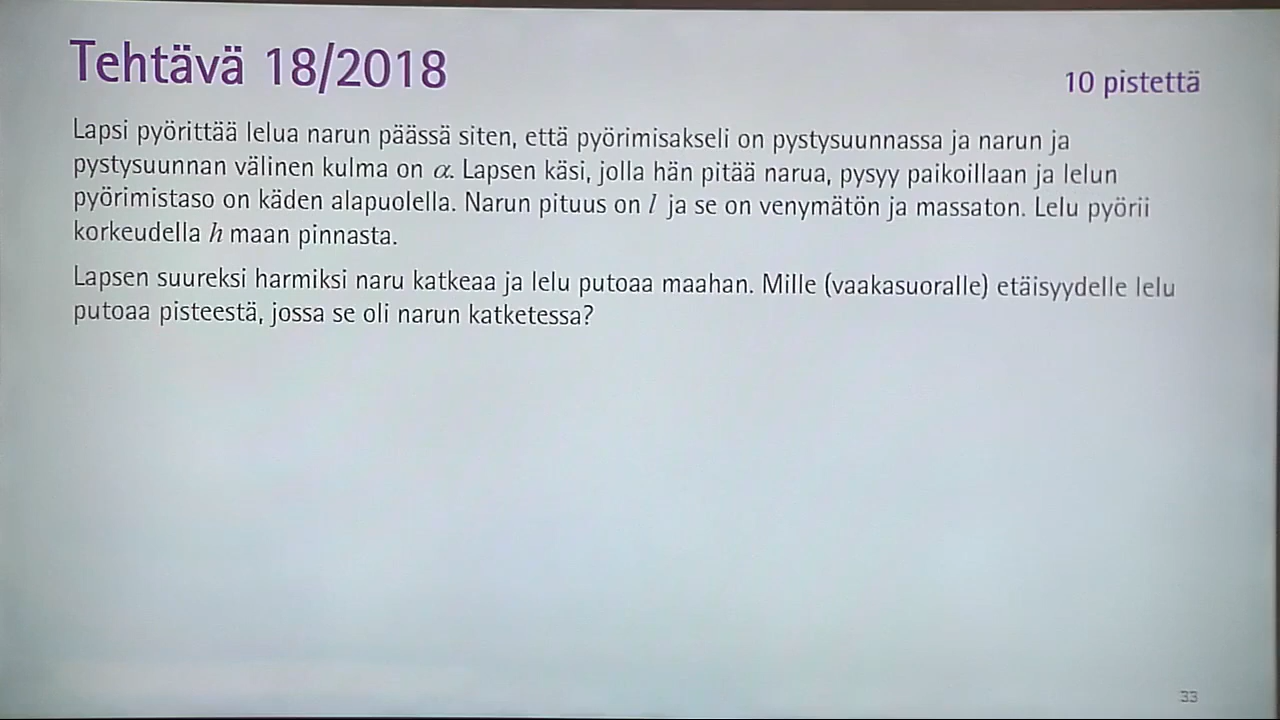 Tehtävä 18/2018
10 pistettä
Lapsi pyörittää lelua narun päässä siten, että pyörimisakseli on pystysuunnassa ja narun ja
pystysuunnan välinen kulma on α. Lapsen käsi, jolla hän pitää narua, pysyy paikoillaan ja lelun
pyörimistaso on käden alapuolella. Narun pituus on l ja se on venymätön ja massaton. Lelu pyörii
korkeudella h maan pinnasta.
Lapsen suureksi harmiksi naru katkeaa ja lelu putoaa maahan. Mille (vaakasuoralle) etäisyydelle lelu
putoaa pisteestä, jossa se oli narun katketessa?
33